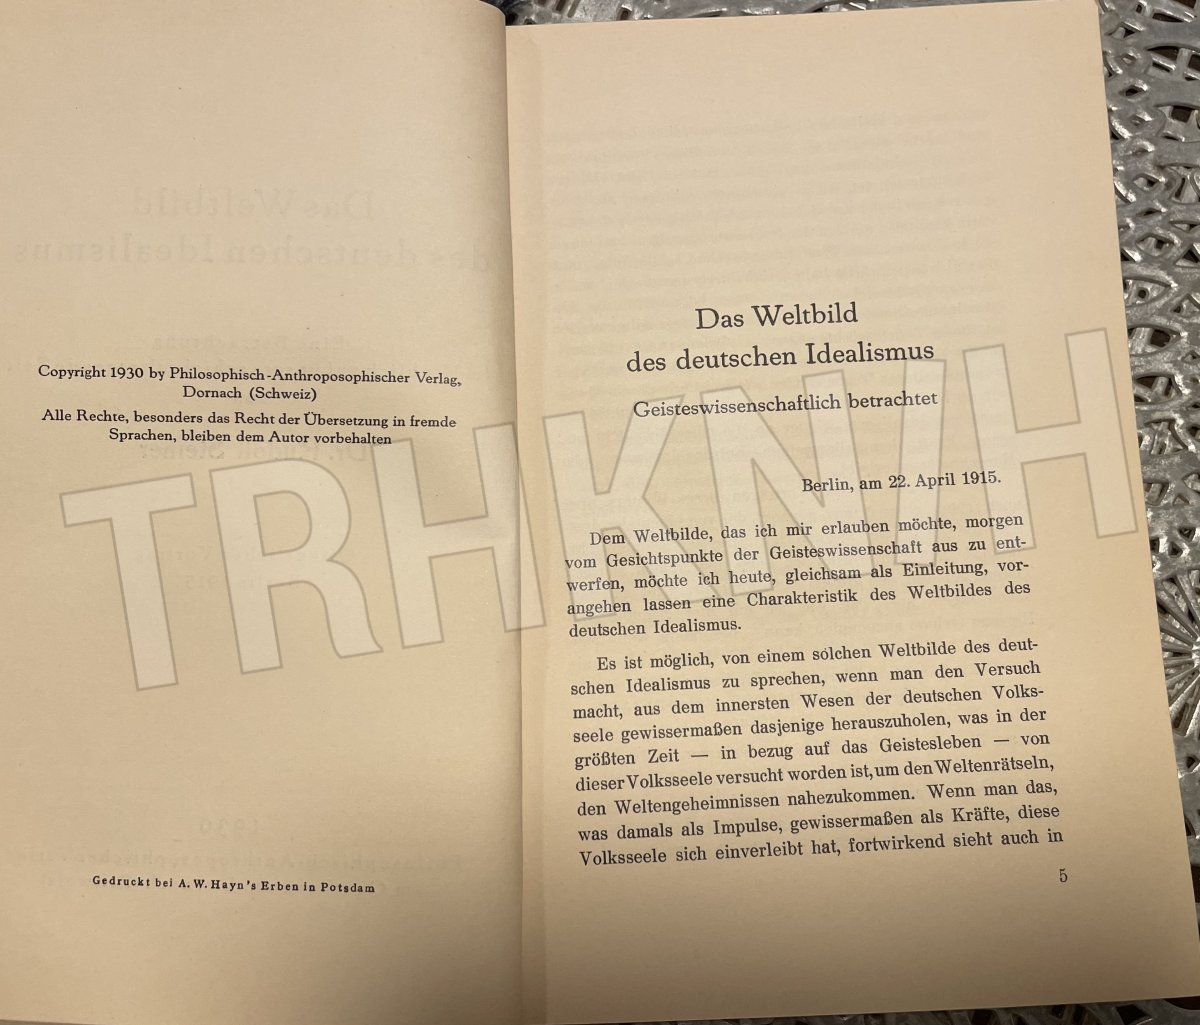 Copyright 1930 by Philosophisch-Anthroposophischer Verlag,
Dornach (Schweiz)
Alle Rechte, besonders das Recht der Übersetzung in fremde
Sprachen, bleiben dem Autor vorbehalten
Gedruckt bei A. W. Hayn's Erben in Potsdam
Das Weltbild
des deutschen Idealismus
Geisteswissenschaftlich betrachtet
Berlin, am 22. April 1915.
Dem Weltbilde, das ich mir erlauben möchte, morgen
vom Gesichtspunkte der Geisteswissenschaft aus zu ent-
werfen, möchte ich heute, gleichsam als Einleitung, vor-
angehen lassen eine Charakteristik des Weltbildes des
deutschen Idealismus.
Es ist möglich, von einem solchen Weltbilde des deut-
schen Idealismus zu sprechen, wenn man den Versuch
macht, aus dem innersten Wesen der deutschen Volks-
seele gewissermaßen dasjenige herauszuholen, was in der
größten Zeit — in bezug auf das Geistesleben — von
dieser Volksseele versucht worden ist, um den Weltenrätseln,
den Weltengeheimnissen nahezukommen. Wenn man das,
was damals als Impulse, gewissermaßen als Kräfte, diese
Volksseele sich einverleibt hat, fortwirkend sieht auch in
5
TRHKN/H